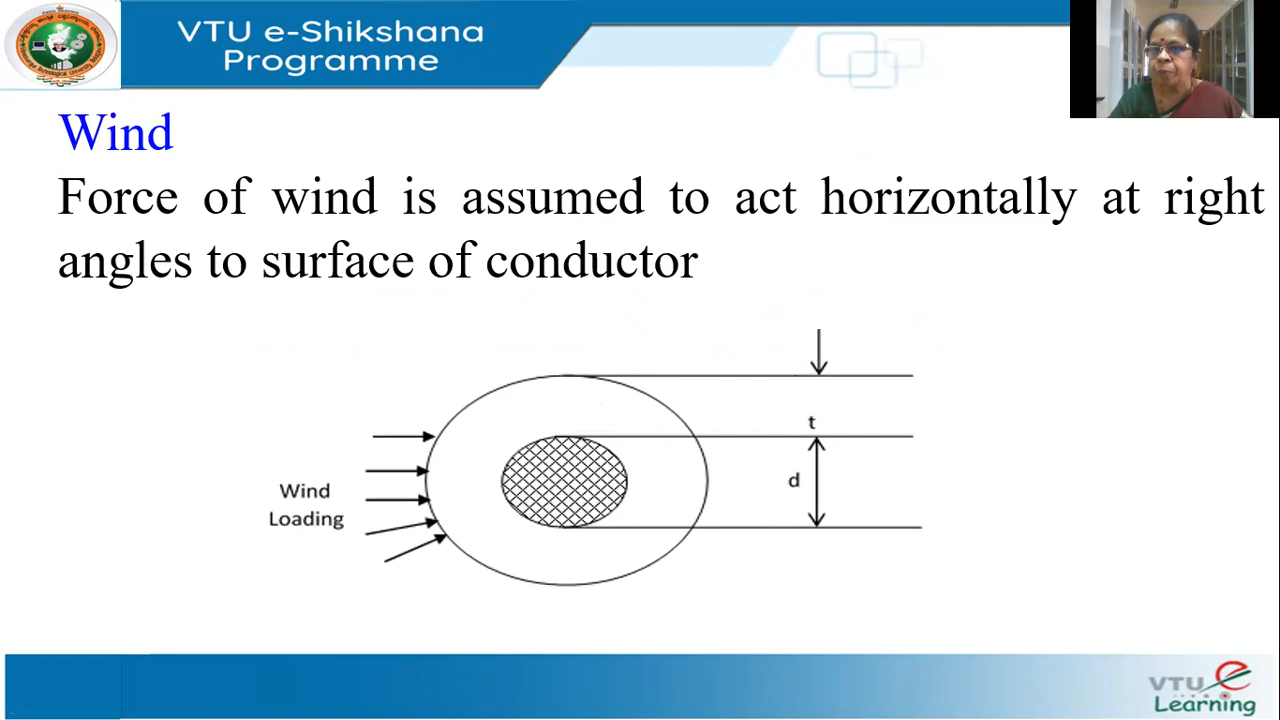 VTU e-Shikshana
Programme
Wind
Force of wind is assumed to act horizontally at right
angles to surface of conductor
t
d
Wind
Loading
VTU e
Learning